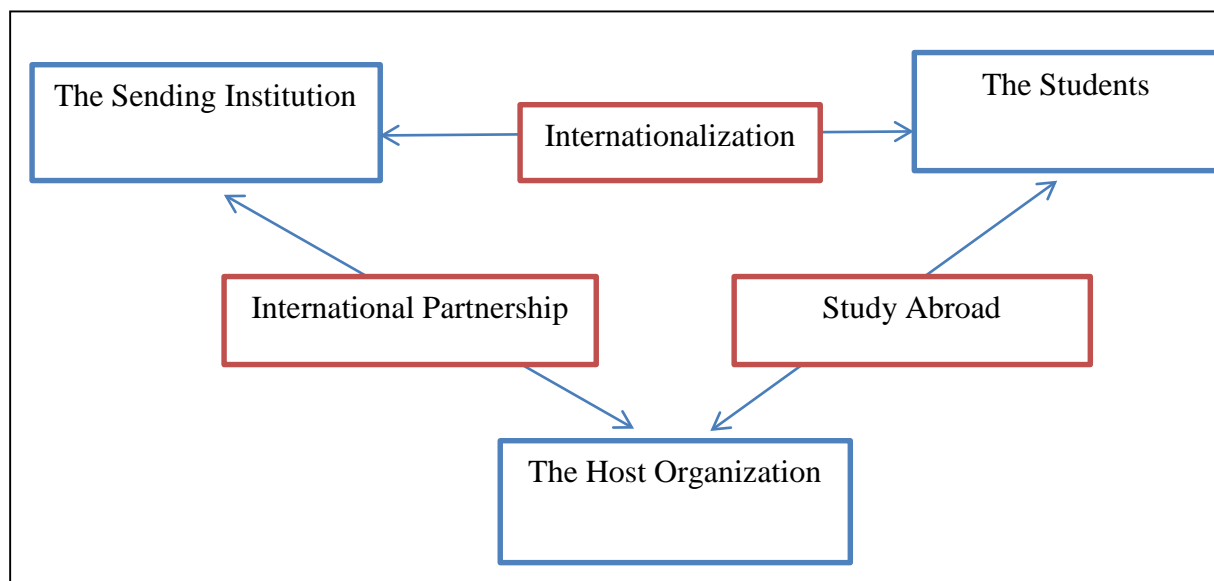 The Sending Institution
The Students
Internationalization
International Partnership
Study Abroad
The Host Organization